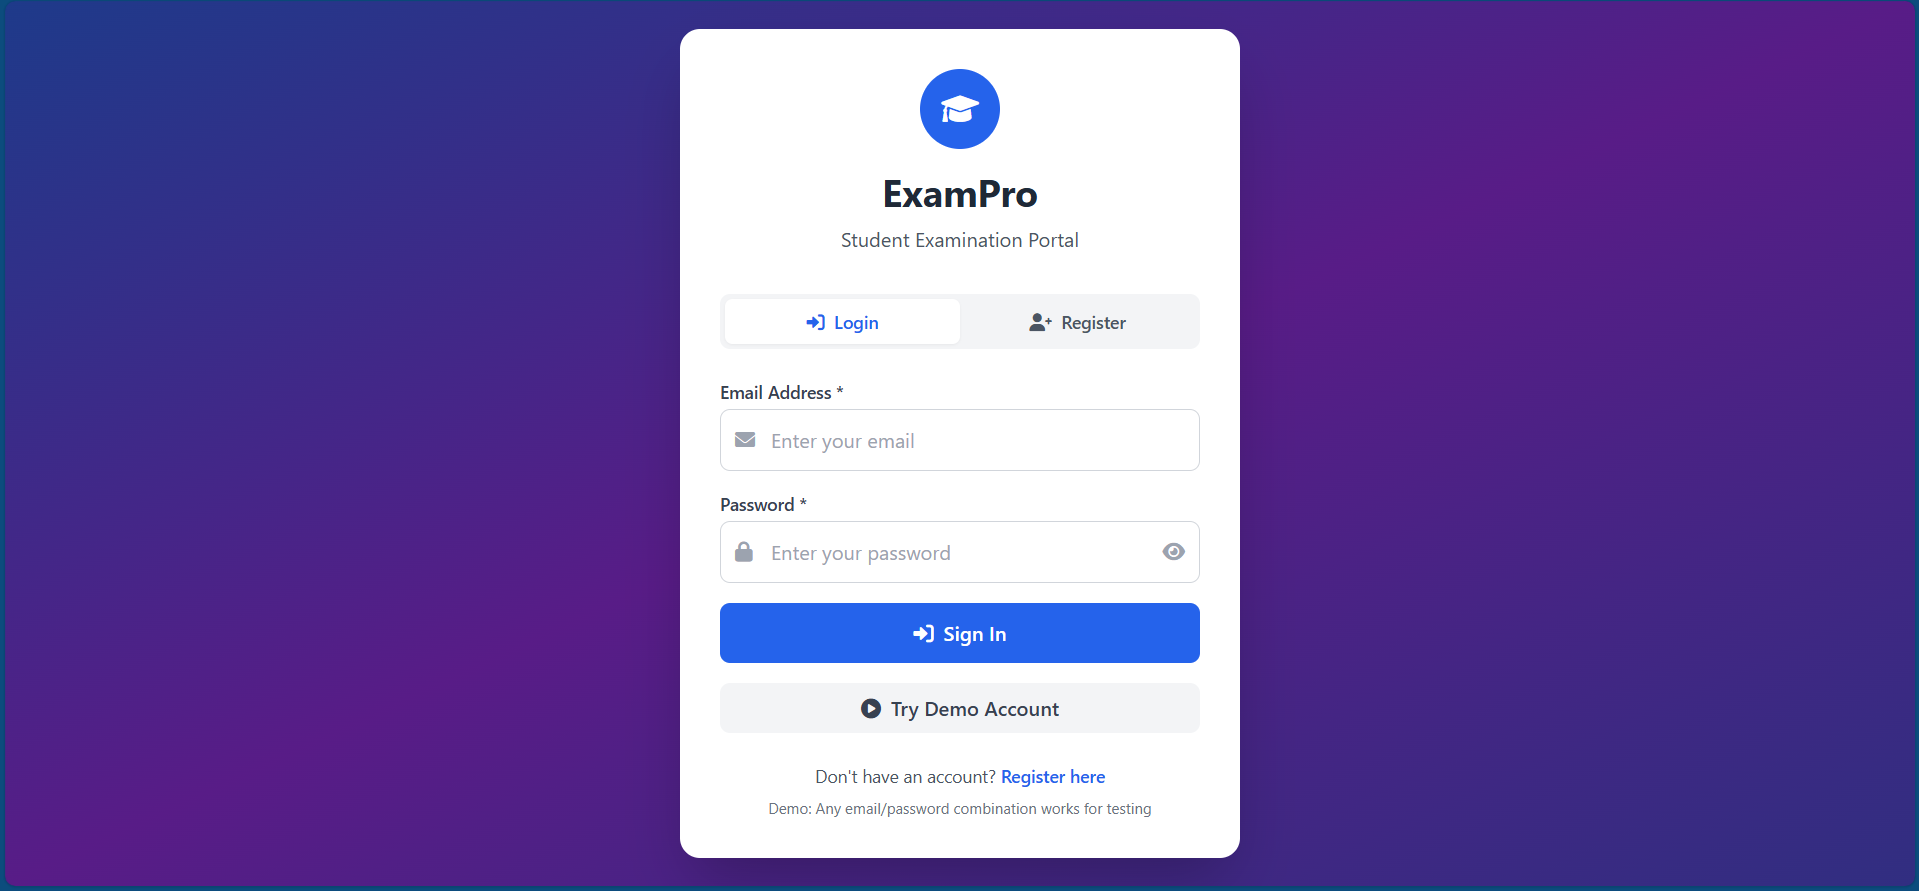 ExamPro
Student Examination Portal
Login
Register
Email Address *
Enter your email
Password *
Enter your password
Sign In
Try Demo Account
Don't have an account? Register here
Demo: Any email/password combination works for testing